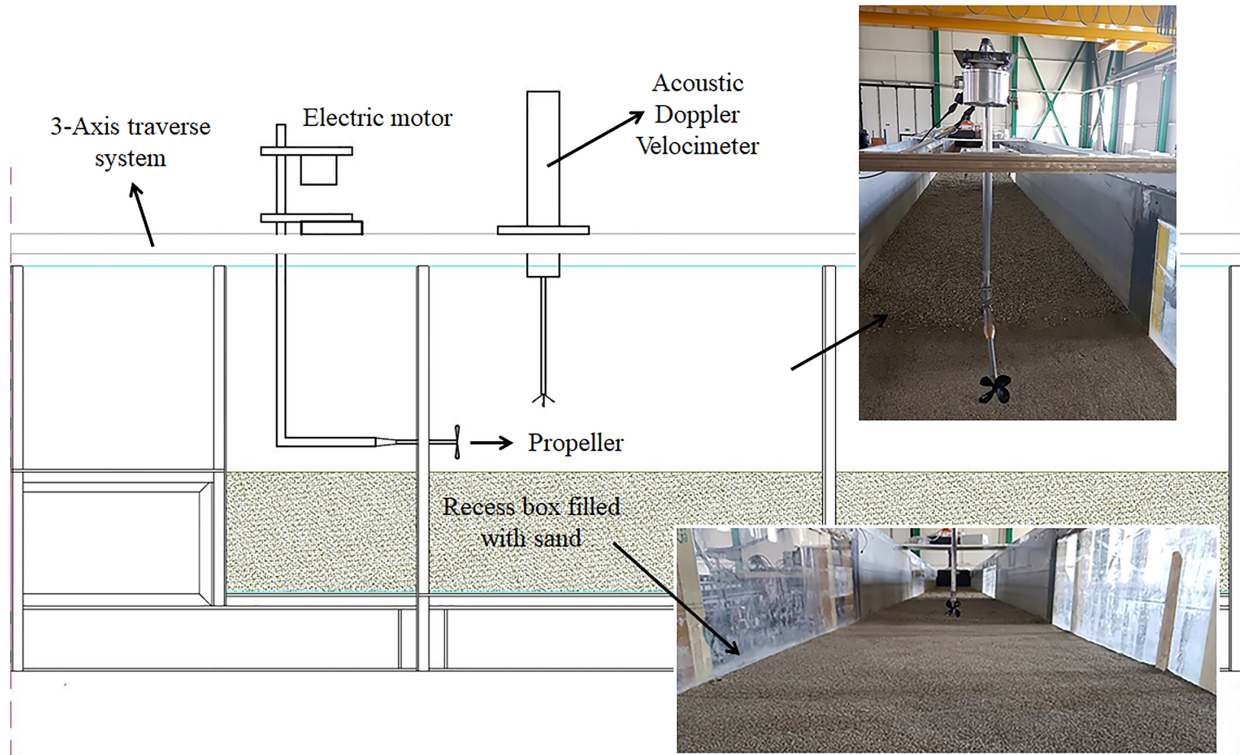 3-Axis traverse
system
Electric motor
Acoustic
Doppler
Velocimeter
Propeller
Recess box filled
with sand